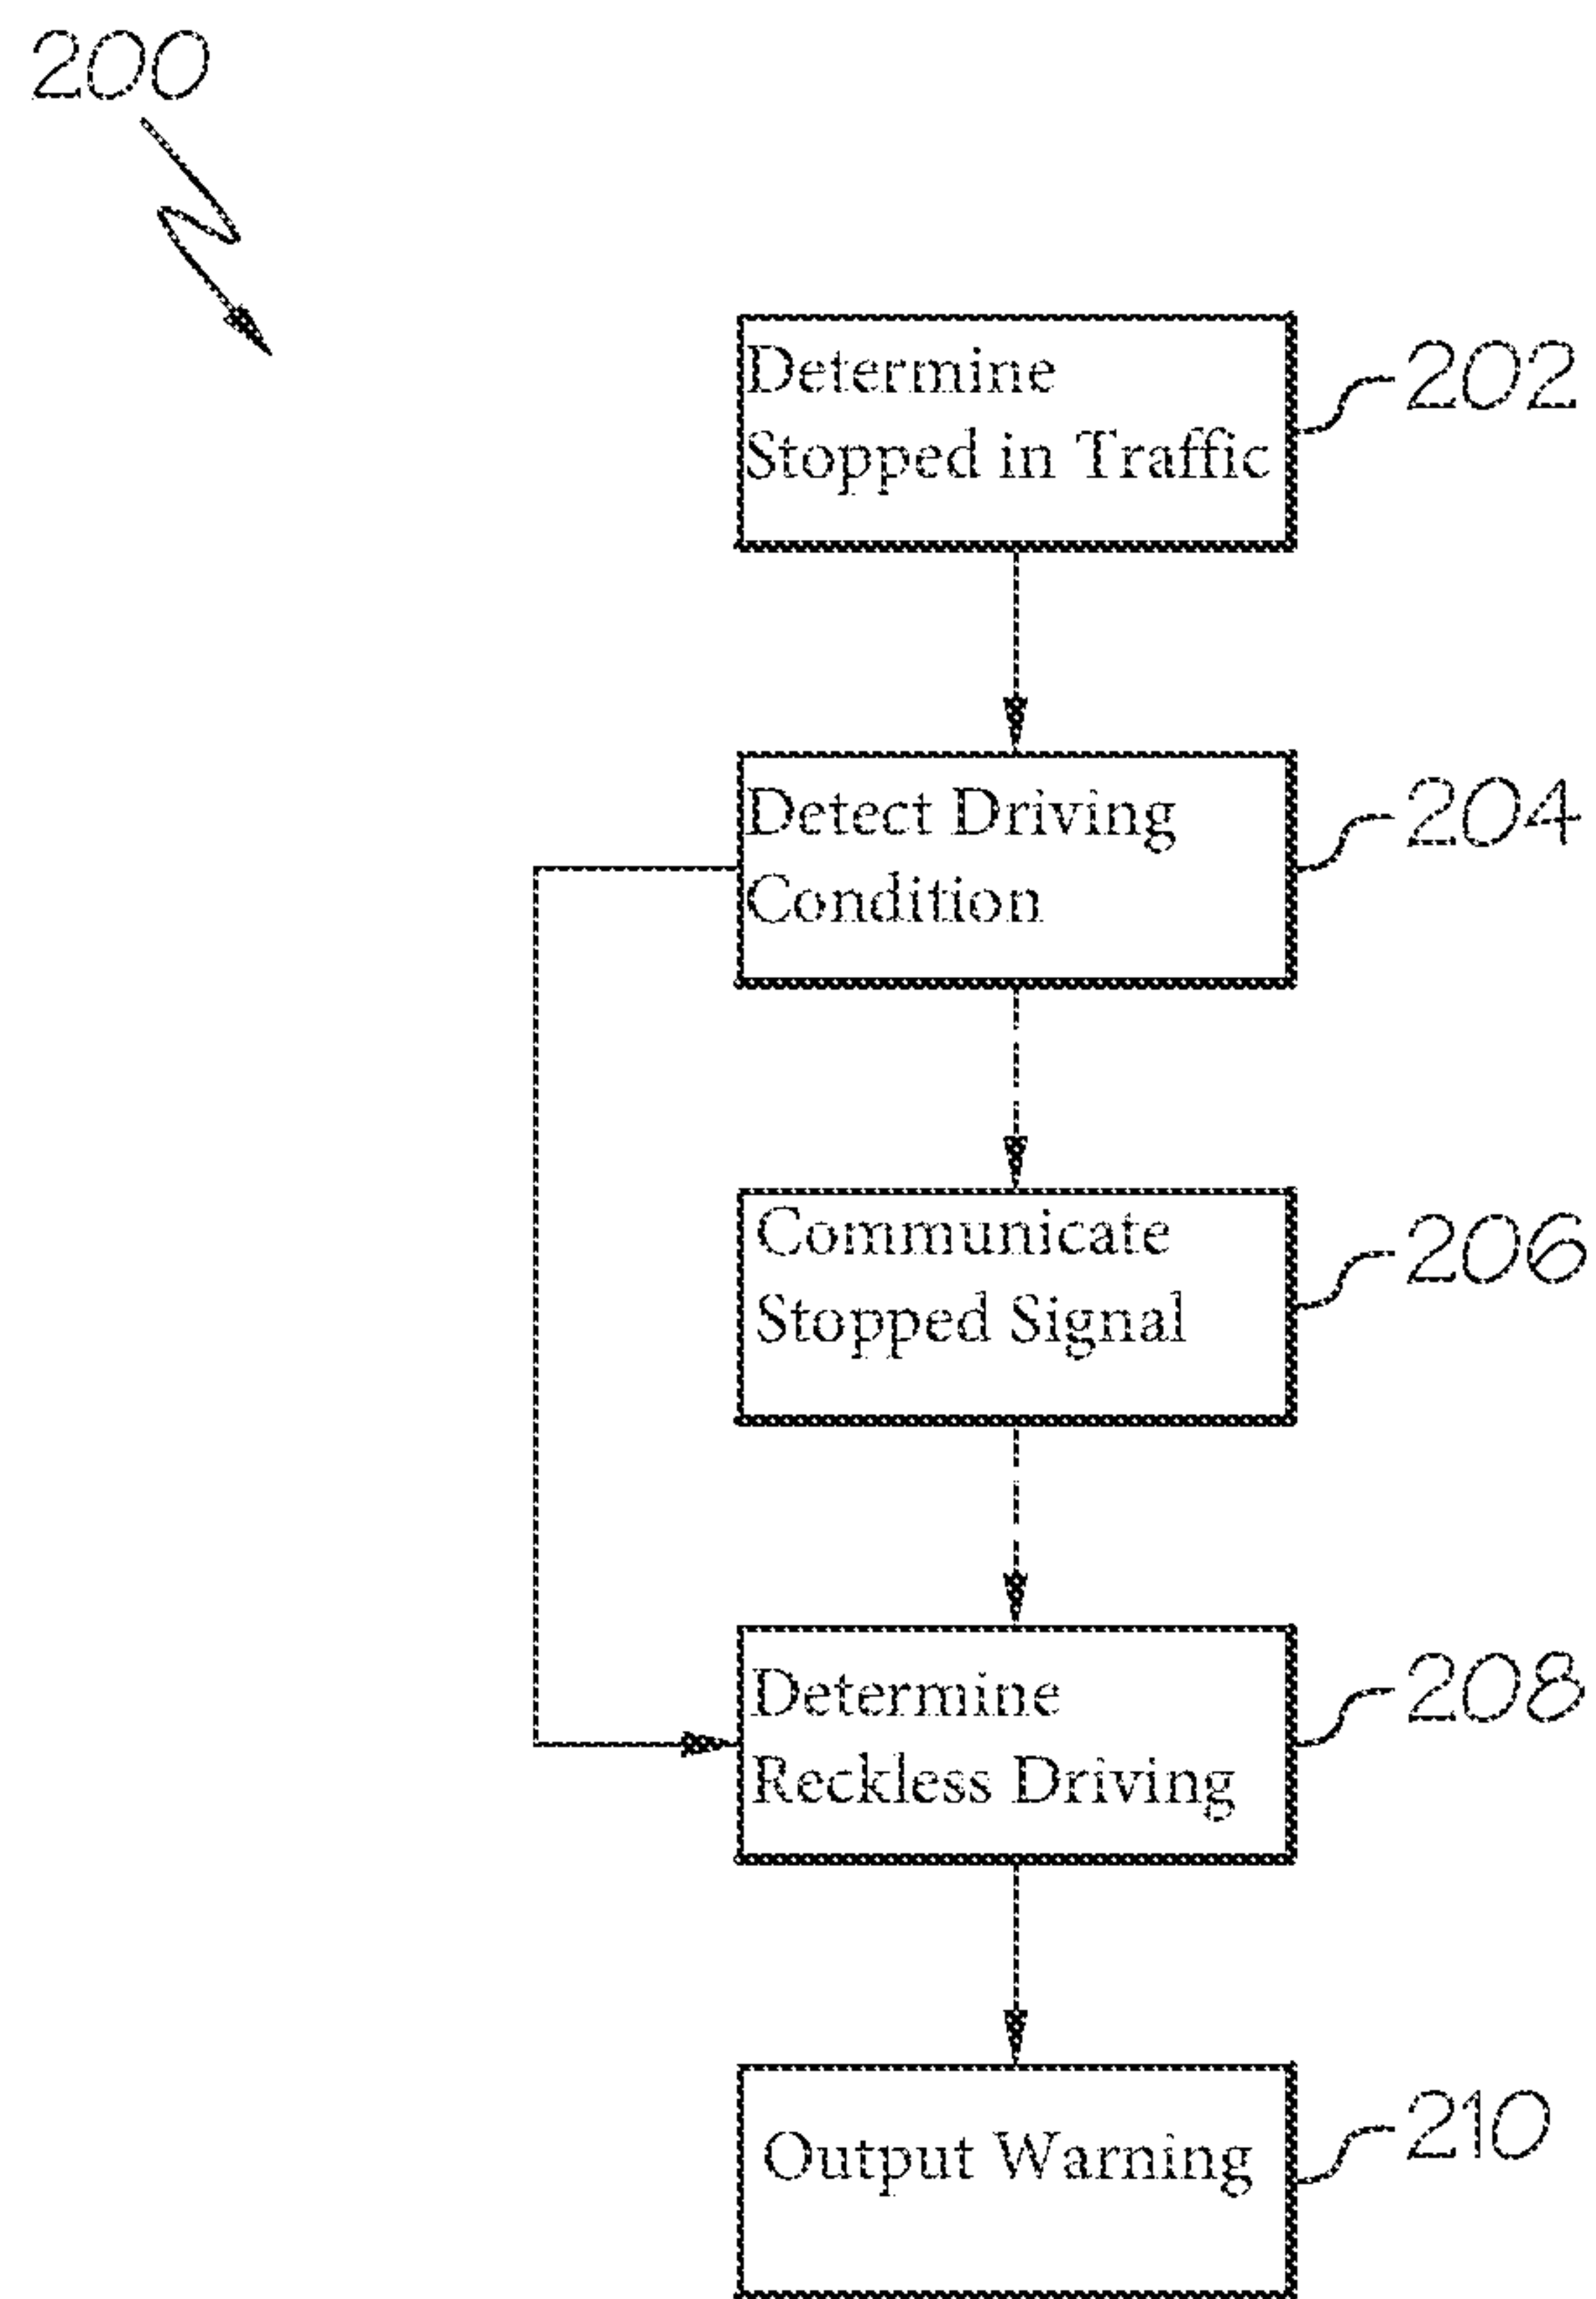 200
Determine
Stopped in Traffic
202
Detect Driving
Condition
204
Communicate
Stopped Signal
206
Determine
Reckless Driving
208
Output Warning
210